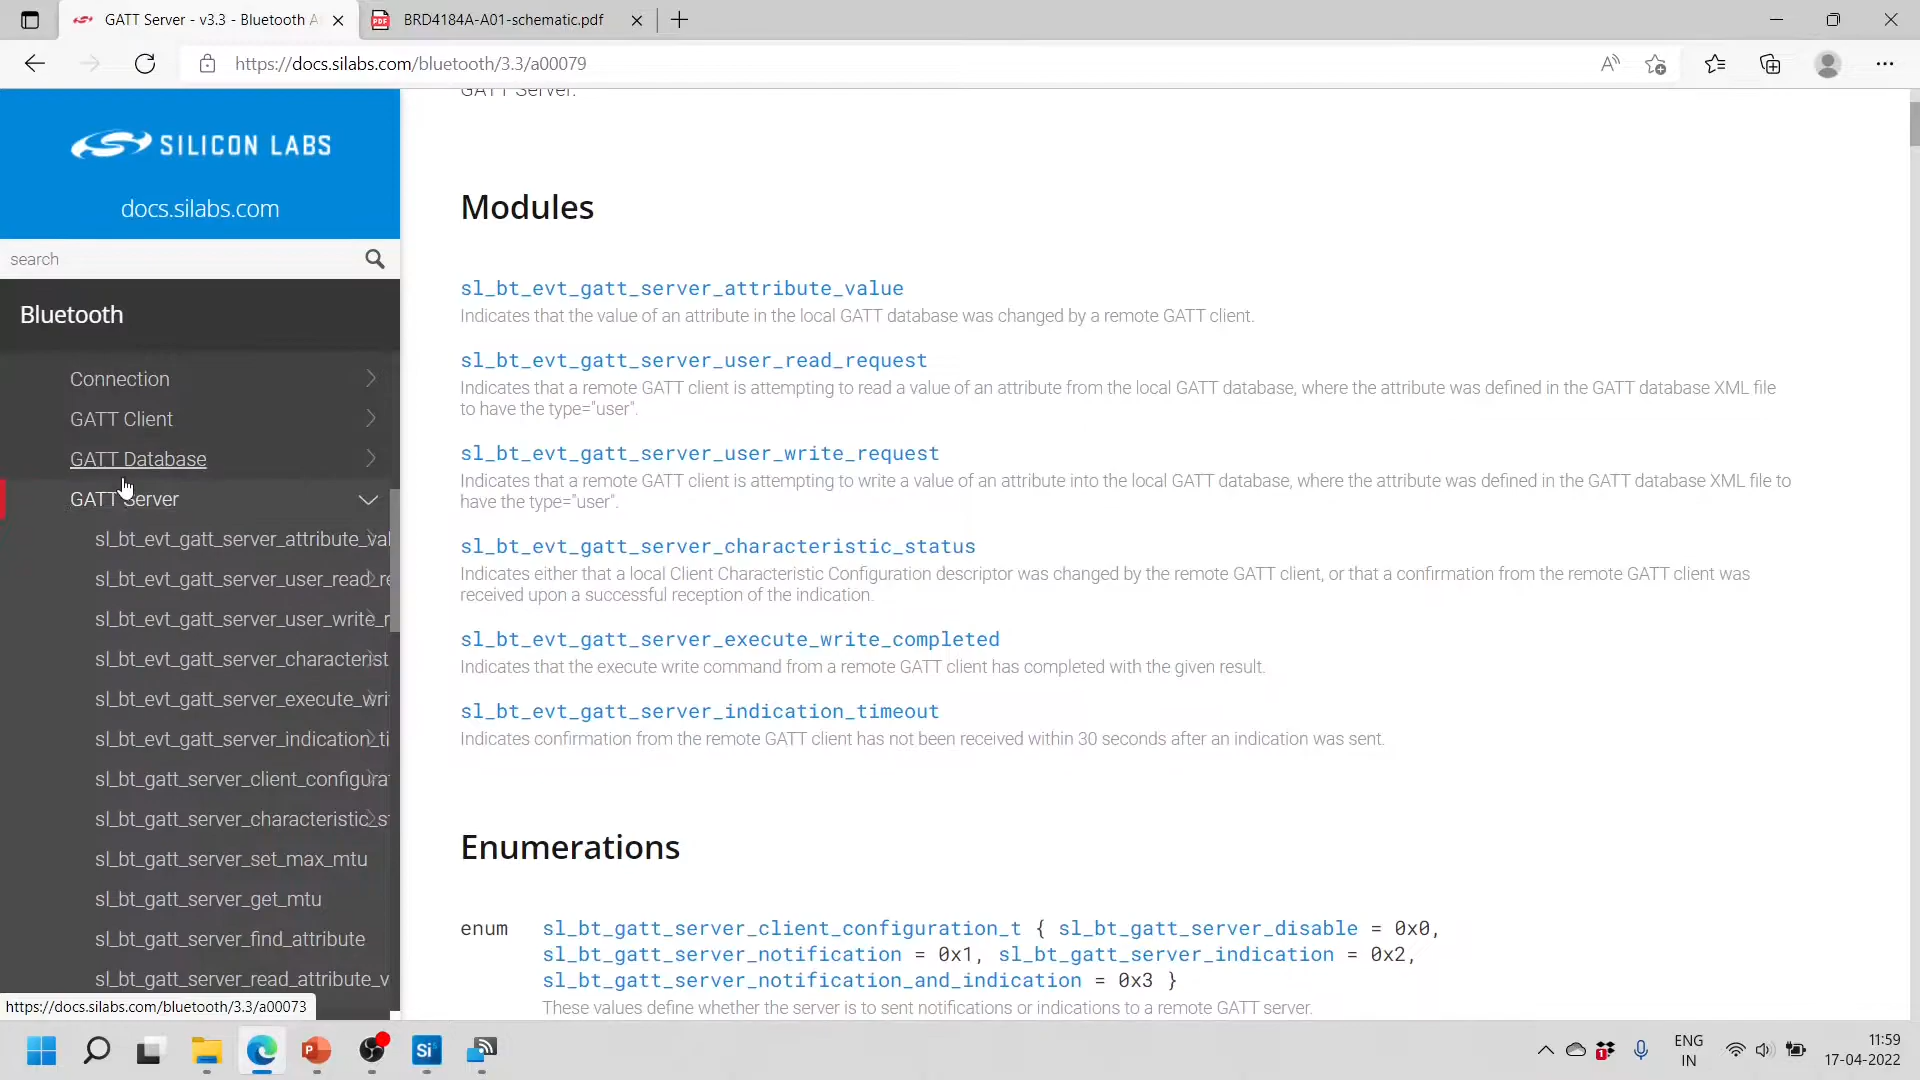 GATT Server - v3.3 - Bluetooth A
BRD4184A-A01-schematic.pdf
https://docs.silabs.com/bluetooth/3.3/a00079
SILICON LABS
docs.silabs.com
search
Bluetooth
Connection
GATT Client
GATT Database
GATT Server
sl_bt_evt_gatt_server_attribute_val
sl_bt_evt_gatt_server_user_read_re
sl_bt_evt_gatt_server_user_write_r
sl_bt_evt_gatt_server_characterist
sl_bt_evt_gatt_server_execute_wri
sl_bt_evt_gatt_server_indication_ti
sl_bt_gatt_server_client_configurat
sl_bt_gatt_server_characteristic_st
sl_bt_gatt_server_set_max_mtu
sl_bt_gatt_server_get_mtu
sl_bt_gatt_server_find_attribute
sl_bt_gatt_server_read_attribute_v
https://docs.silabs.com/bluetooth/3.3/a00073
GATT Server.
Modules
sl_bt_evt_gatt_server_attribute_value
Indicates that the value of an attribute in the local GATT database was changed by a remote GATT client.
sl_bt_evt_gatt_server_user_read_request
Indicates that a remote GATT client is attempting to read a value of an attribute from the local GATT database, where the attribute was defined in the GATT database XML file
to have the type="user".
sl_bt_evt_gatt_server_user_write_request
Indicates that a remote GATT client is attempting to write a value of an attribute into the local GATT database, where the attribute was defined in the GATT database XML file to
have the type="user".
sl_bt_evt_gatt_server_characteristic_status
Indicates either that a local Client Characteristic Configuration descriptor was changed by the remote GATT client, or that a confirmation from the remote GATT client was
received upon a successful reception of the indication.
sl_bt_evt_gatt_server_execute_write_completed
Indicates that the execute write command from a remote GATT client has completed with the given result.
sl_bt_evt_gatt_server_indication_timeout
Indicates confirmation from the remote GATT client has not been received within 30 seconds after an indication was sent.
Enumerations
enum sl_bt_gatt_server_client_configuration_t { sl_bt_gatt_server_disable = 0x0,
sl_bt_gatt_server_notification = 0x1, sl_bt_gatt_server_indication = 0x2,
sl_bt_gatt_server_notification_and_indication = 0x3 }
These values define whether the server is to sent notifications or indications to a remote GATT server.
Si
1
ENG
IN
11:59
17-04-2022